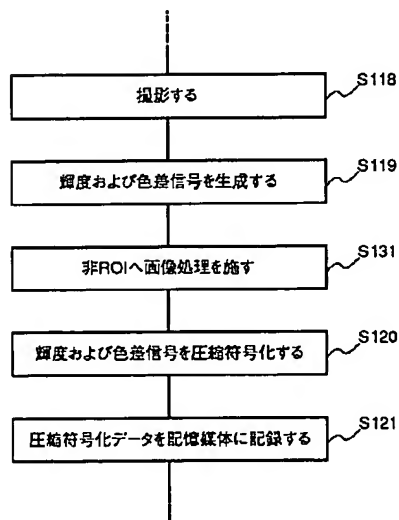 撮影する
S118
輝度および色差信号を生成する
S119
非ROIへ画像処理を施す
S131
輝度および色差信号を圧縮符号化する
S120
圧縮符号化データを記憶媒体に記録する
S121